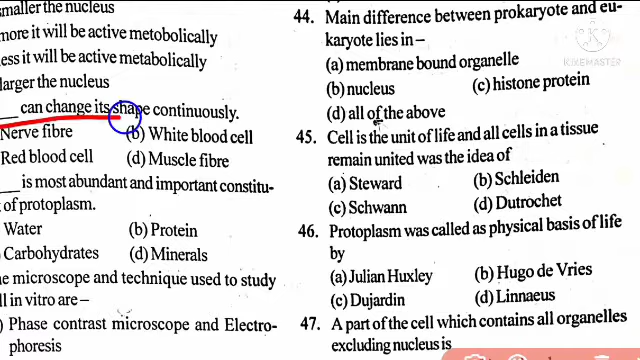 smaller the nucleus
more it will be active metobolically
ess it will be active metabolically
larger the nucleus
___ can change its shape continuously.
Nerve fibre (b) White blood cell
Red blood cell (d) Muscle fibre
___ is most abundant and important constitu-
of protoplasm.
Water (b) Protein
Carbohydrates (d) Minerals
e microscope and technique used to study
ll in vitro are –
) Phase contrast microscope and Electro-
phoresis
44. Main difference between prokaryote and eu-
karyote lies in –
(a) membrane bound organelle
(b) nucleus (c) histone protein
(d) all of the above
45. Cell is the unit of life and all cells in a tissue
remain united was the idea of
(a) Steward (b) Schleiden
(c) Schwann (d) Dutrochet
46. Protoplasm was called as physical basis of life
by
(a) Julian Huxley (b) Hugo de Vries
(c) Dujardin (d) Linnaeus
47. A part of the cell which contains all organelles
excluding nucleus is
K
KINEMASTER